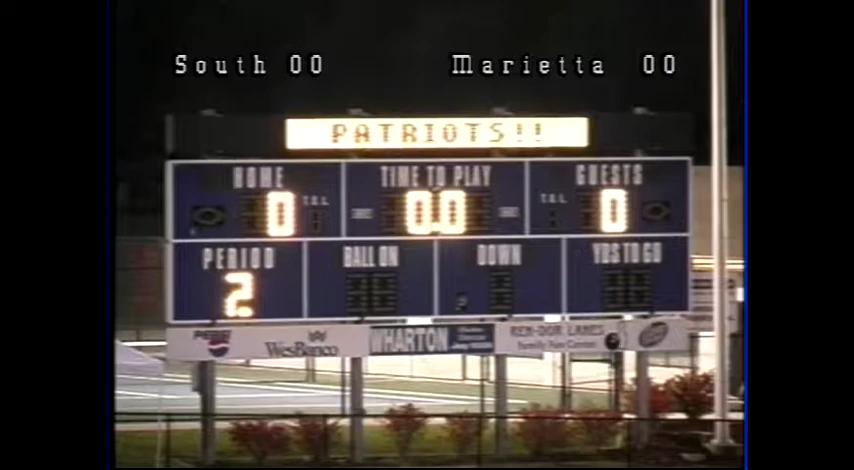 South 00 Marietta 00
PATRIOTS!!
HOME TIME TO PLAY GUESTS
T.O.L. T.O.L.
0 00 0
PERIOD BALL ON DOWN YDS TO GO
2
PEPSI WesBanco WHARTON REN-DOR LANES
Family Fun Center